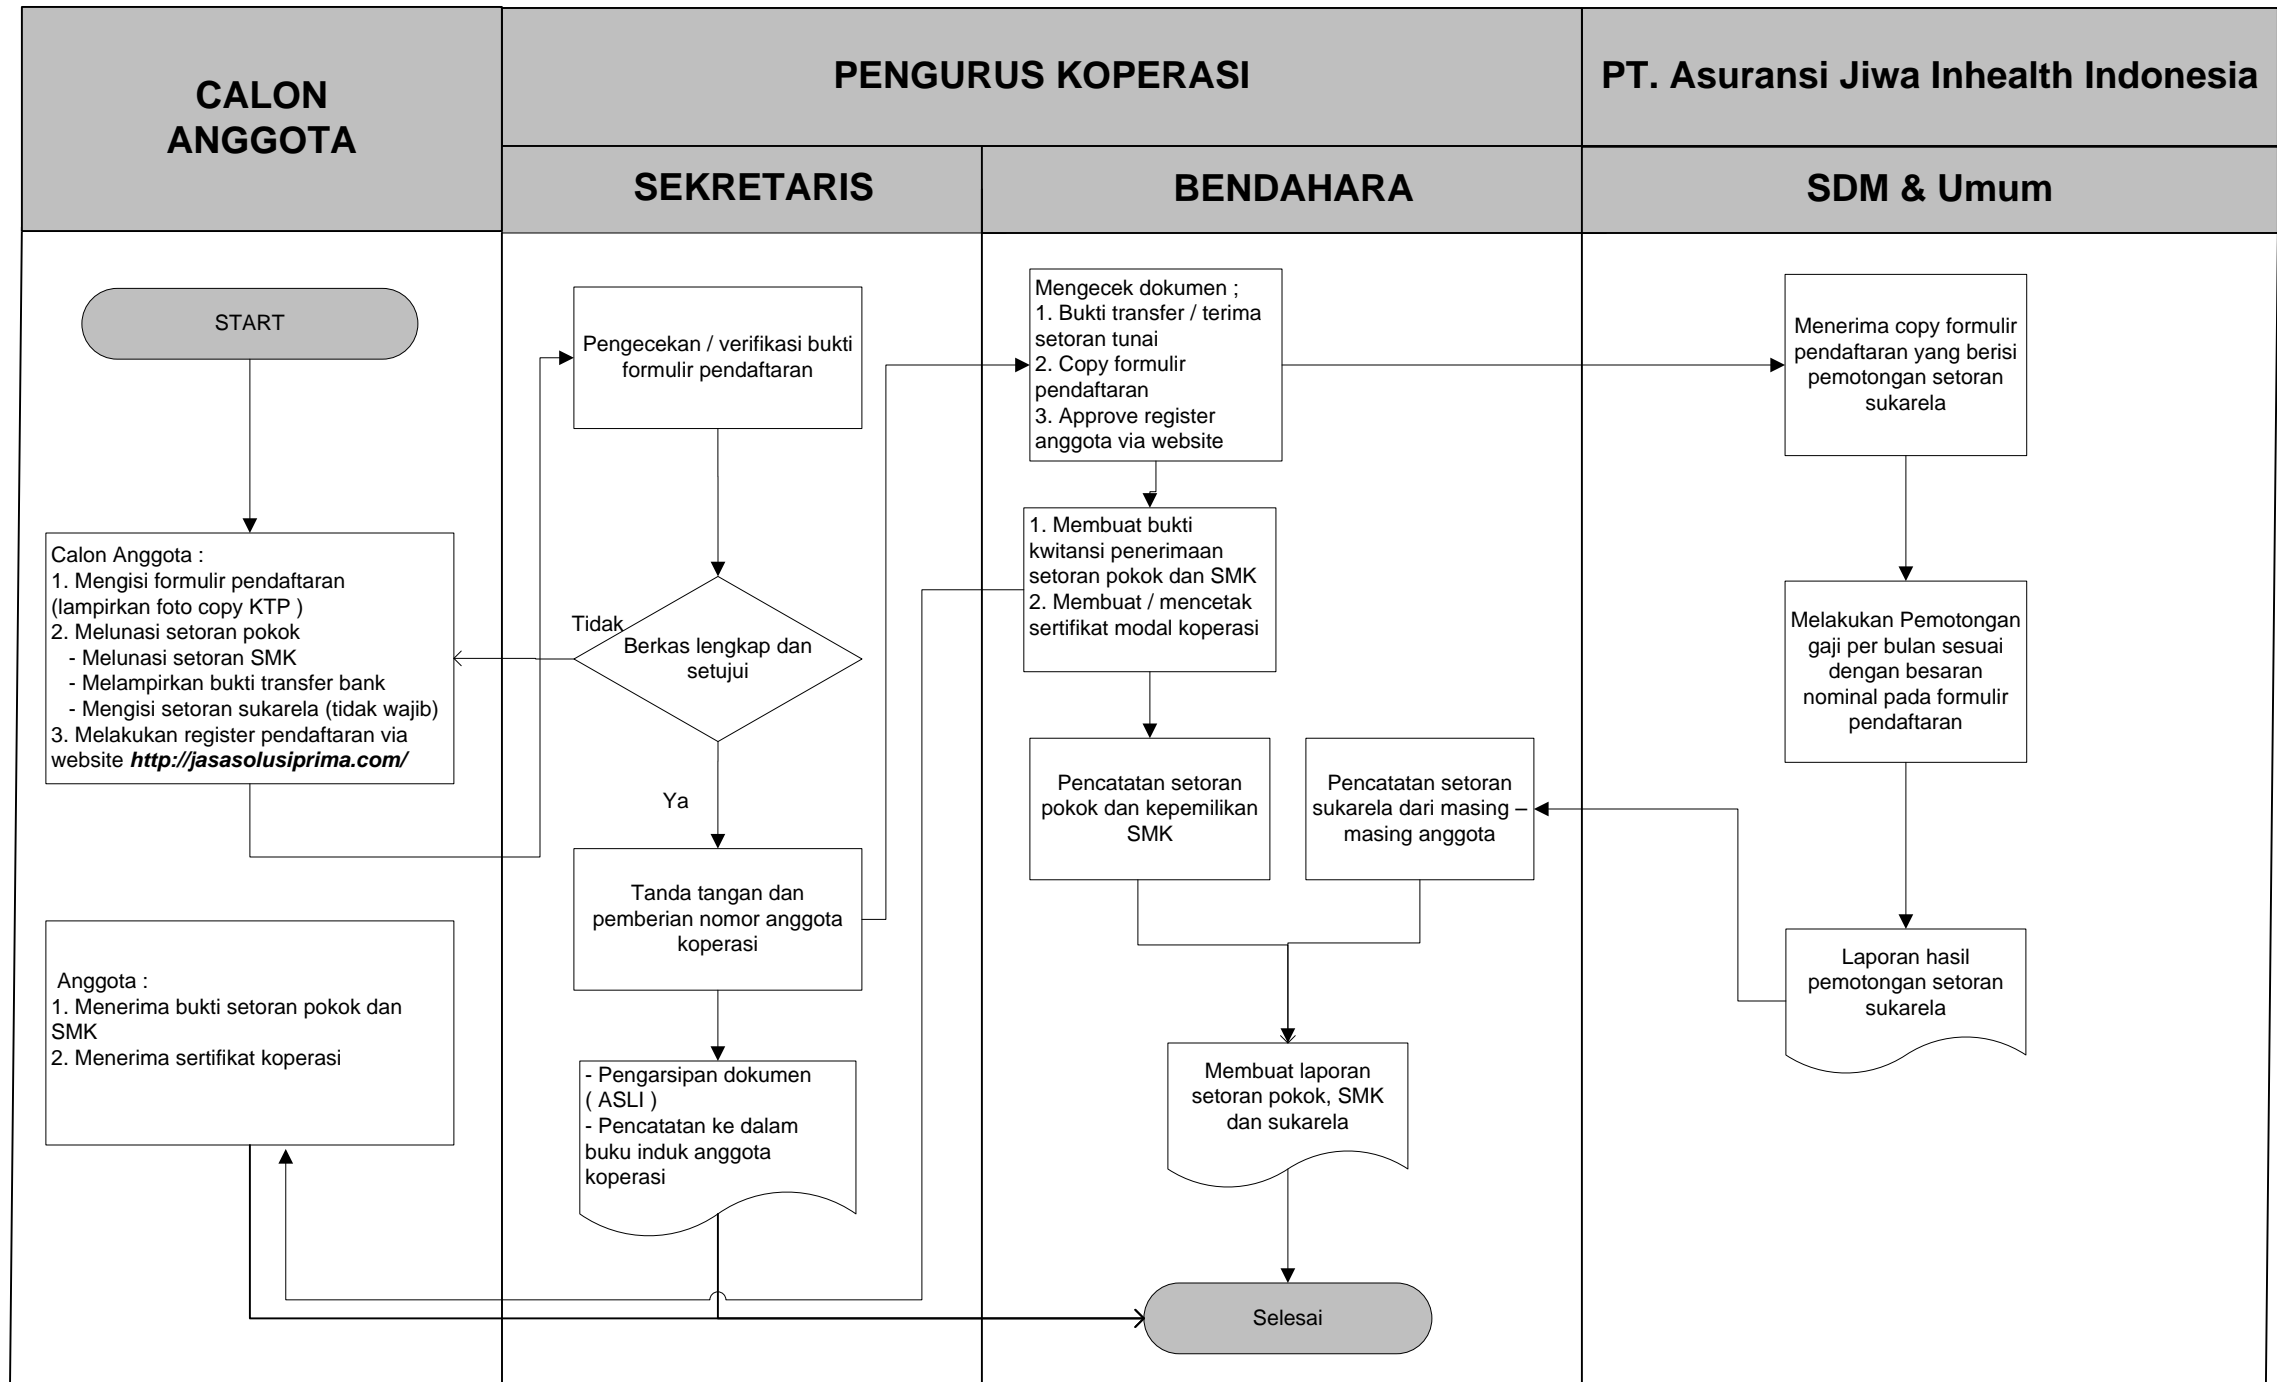 CALON
ANGGOTA
PENGURUS KOPERASI
PT. Asuransi Jiwa Inhealth Indonesia
SEKRETARIS
BENDAHARA
SDM & Umum
START
Calon Anggota :
1. Mengisi formulir pendaftaran
(lampirkan foto copy KTP )
2. Melunasi setoran pokok
- Melunasi setoran SMK
- Melampirkan bukti transfer bank
- Mengisi setoran sukarela (tidak wajib)
3. Melakukan register pendaftaran via
website http://jasasolusiprima.com/
Anggota :
1. Menerima bukti setoran pokok dan
SMK
2. Menerima sertifikat koperasi
Pengecekan / verifikasi bukti
formulir pendaftaran
Tidak
Berkas lengkap dan
setujui
Ya
Tanda tangan dan
pemberian nomor anggota
koperasi
- Pengarsipan dokumen
( ASLI )
- Pencatatan ke dalam
buku induk anggota
koperasi
Mengecek dokumen ;
1. Bukti transfer / terima
setoran tunai
2. Copy formulir
pendaftaran
3. Approve register
anggota via website
1. Membuat bukti
kwitansi penerimaan
setoran pokok dan SMK
2. Membuat / mencetak
sertifikat modal koperasi
Pencatatan setoran
pokok dan kepemilikan
SMK
Pencatatan setoran
sukarela dari masing –
masing anggota
Membuat laporan
setoran pokok, SMK
dan sukarela
Selesai
Menerima copy formulir
pendaftaran yang berisi
pemotongan setoran
sukarela
Melakukan Pemotongan
gaji per bulan sesuai
dengan besaran
nominal pada formulir
pendaftaran
Laporan hasil
pemotongan setoran
sukarela